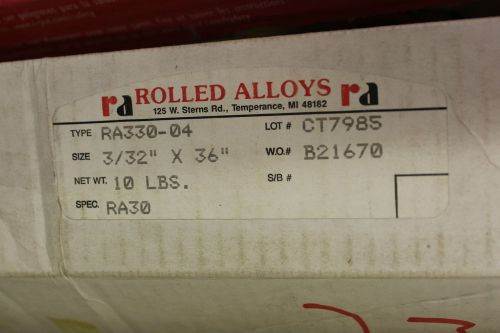 ra ROLLED ALLOYS ra
125 W. Sterns Rd., Temperance, MI 48182
TYPE RA330-04 LOT # CT7985
SIZE 3/32" X 36" W.O.# B21670
NET WT. 10 LBS. S/B #
SPEC. RA30